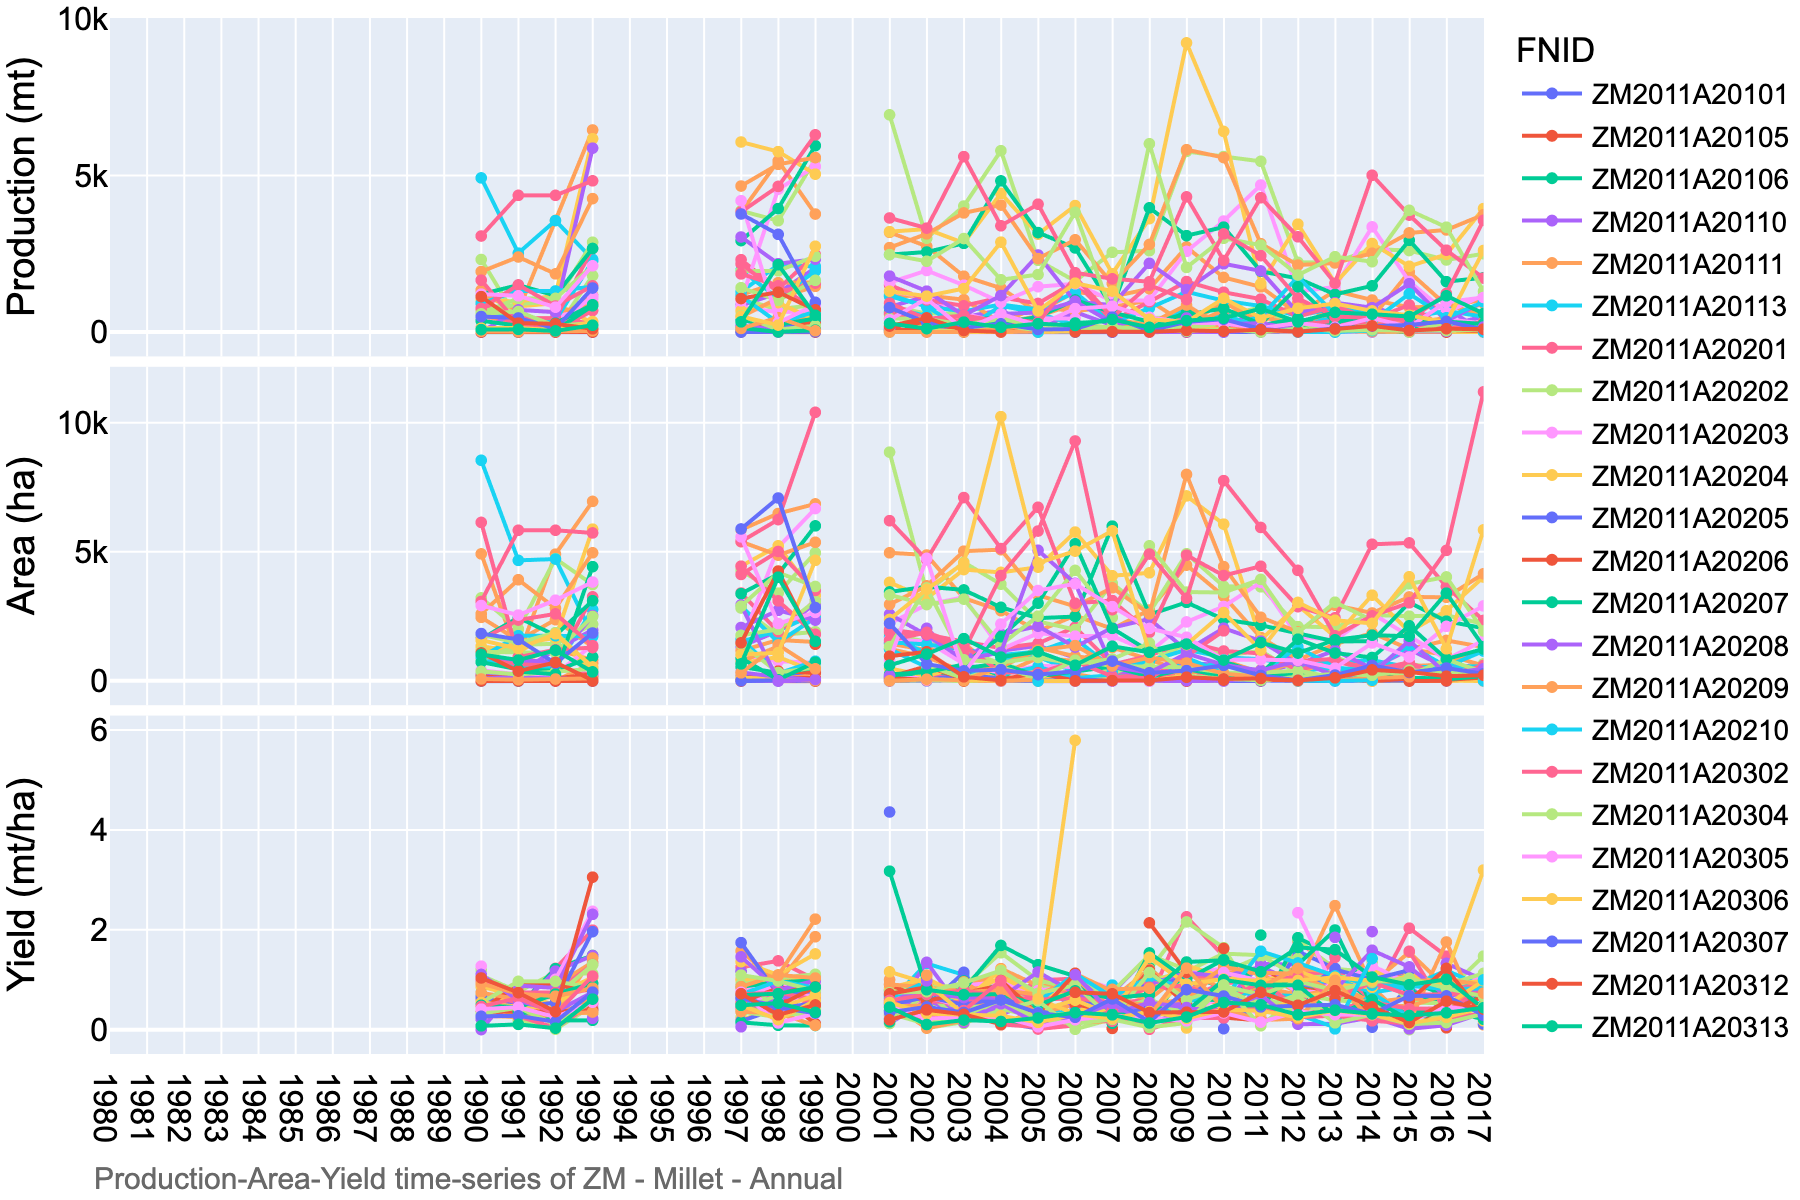 Production (mt)
10k
5k
0
Area (ha)
10k
5k
0
Yield (mt/ha)
6
4
2
0
1980
1981
1982
1983
1984
1985
1986
1987
1988
1989
1990
1991
1992
1993
1994
1995
1996
1997
1998
1999
2000
2001
2002
2003
2004
2005
2006
2007
2008
2009
2010
2011
2012
2013
2014
2015
2016
2017
FNID
ZM2011A20101
ZM2011A20105
ZM2011A20106
ZM2011A20110
ZM2011A20111
ZM2011A20113
ZM2011A20201
ZM2011A20202
ZM2011A20203
ZM2011A20204
ZM2011A20205
ZM2011A20206
ZM2011A20207
ZM2011A20208
ZM2011A20209
ZM2011A20210
ZM2011A20302
ZM2011A20304
ZM2011A20305
ZM2011A20306
ZM2011A20307
ZM2011A20312
ZM2011A20313
Production-Area-Yield time-series of ZM - Millet - Annual